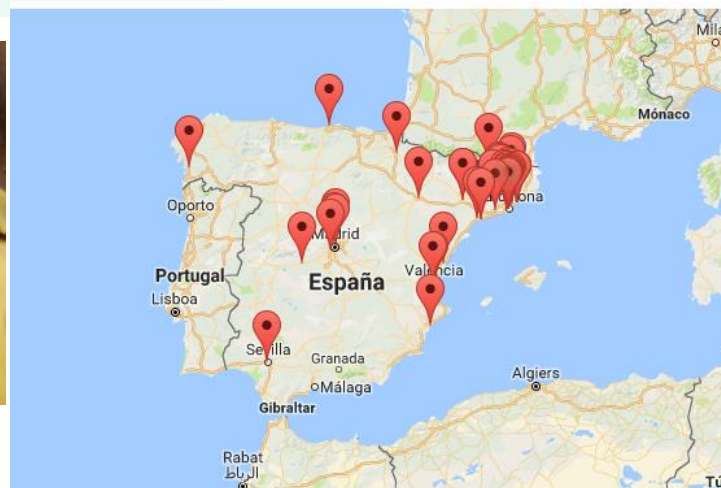 Mila
Mónaco
Oporto
Madrid
Portugal
España
Valencia
Lisboa
Sevilla
Granada
Málaga
Algiers
Gibraltar
Rabat
الرباط
Tú